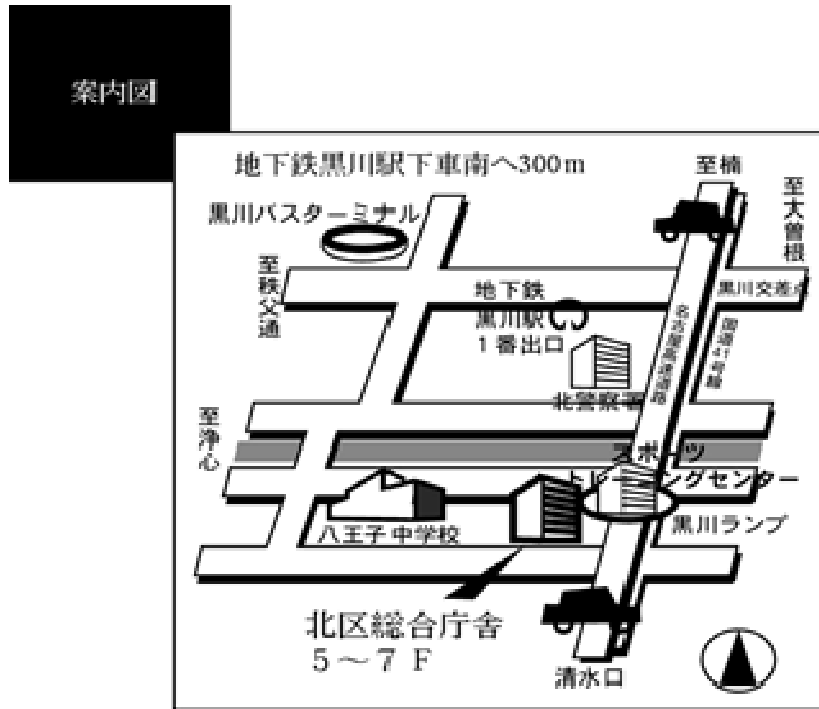 案内図
地下鉄黒川駅下車南へ300m
至楠
至大曽根
黒川バスターミナル
至秩父通
地下鉄
黒川駅
1番出口
黒川交差点
名古屋高速道路
国道41号線
北警察署
至浄心
スポーツ
トレーニングセンター
八王子中学校
黒川ランプ
北区総合庁舎
5〜7F
清水口